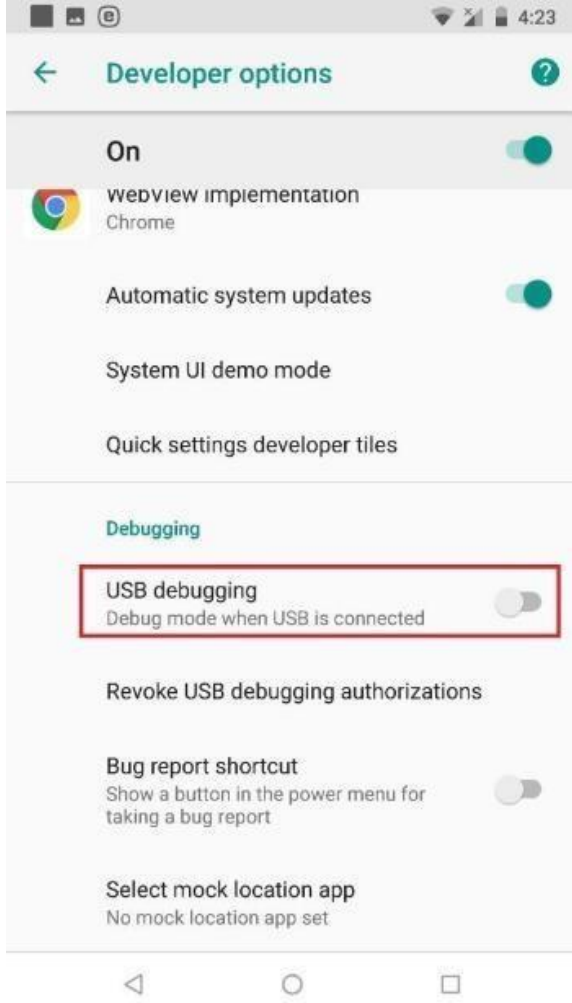 4:23
Developer options
On
WebView implementation
Chrome
Automatic system updates
System UI demo mode
Quick settings developer tiles
Debugging
USB debugging
Debug mode when USB is connected
Revoke USB debugging authorizations
Bug report shortcut
Show a button in the power menu for
taking a bug report
Select mock location app
No mock location app set